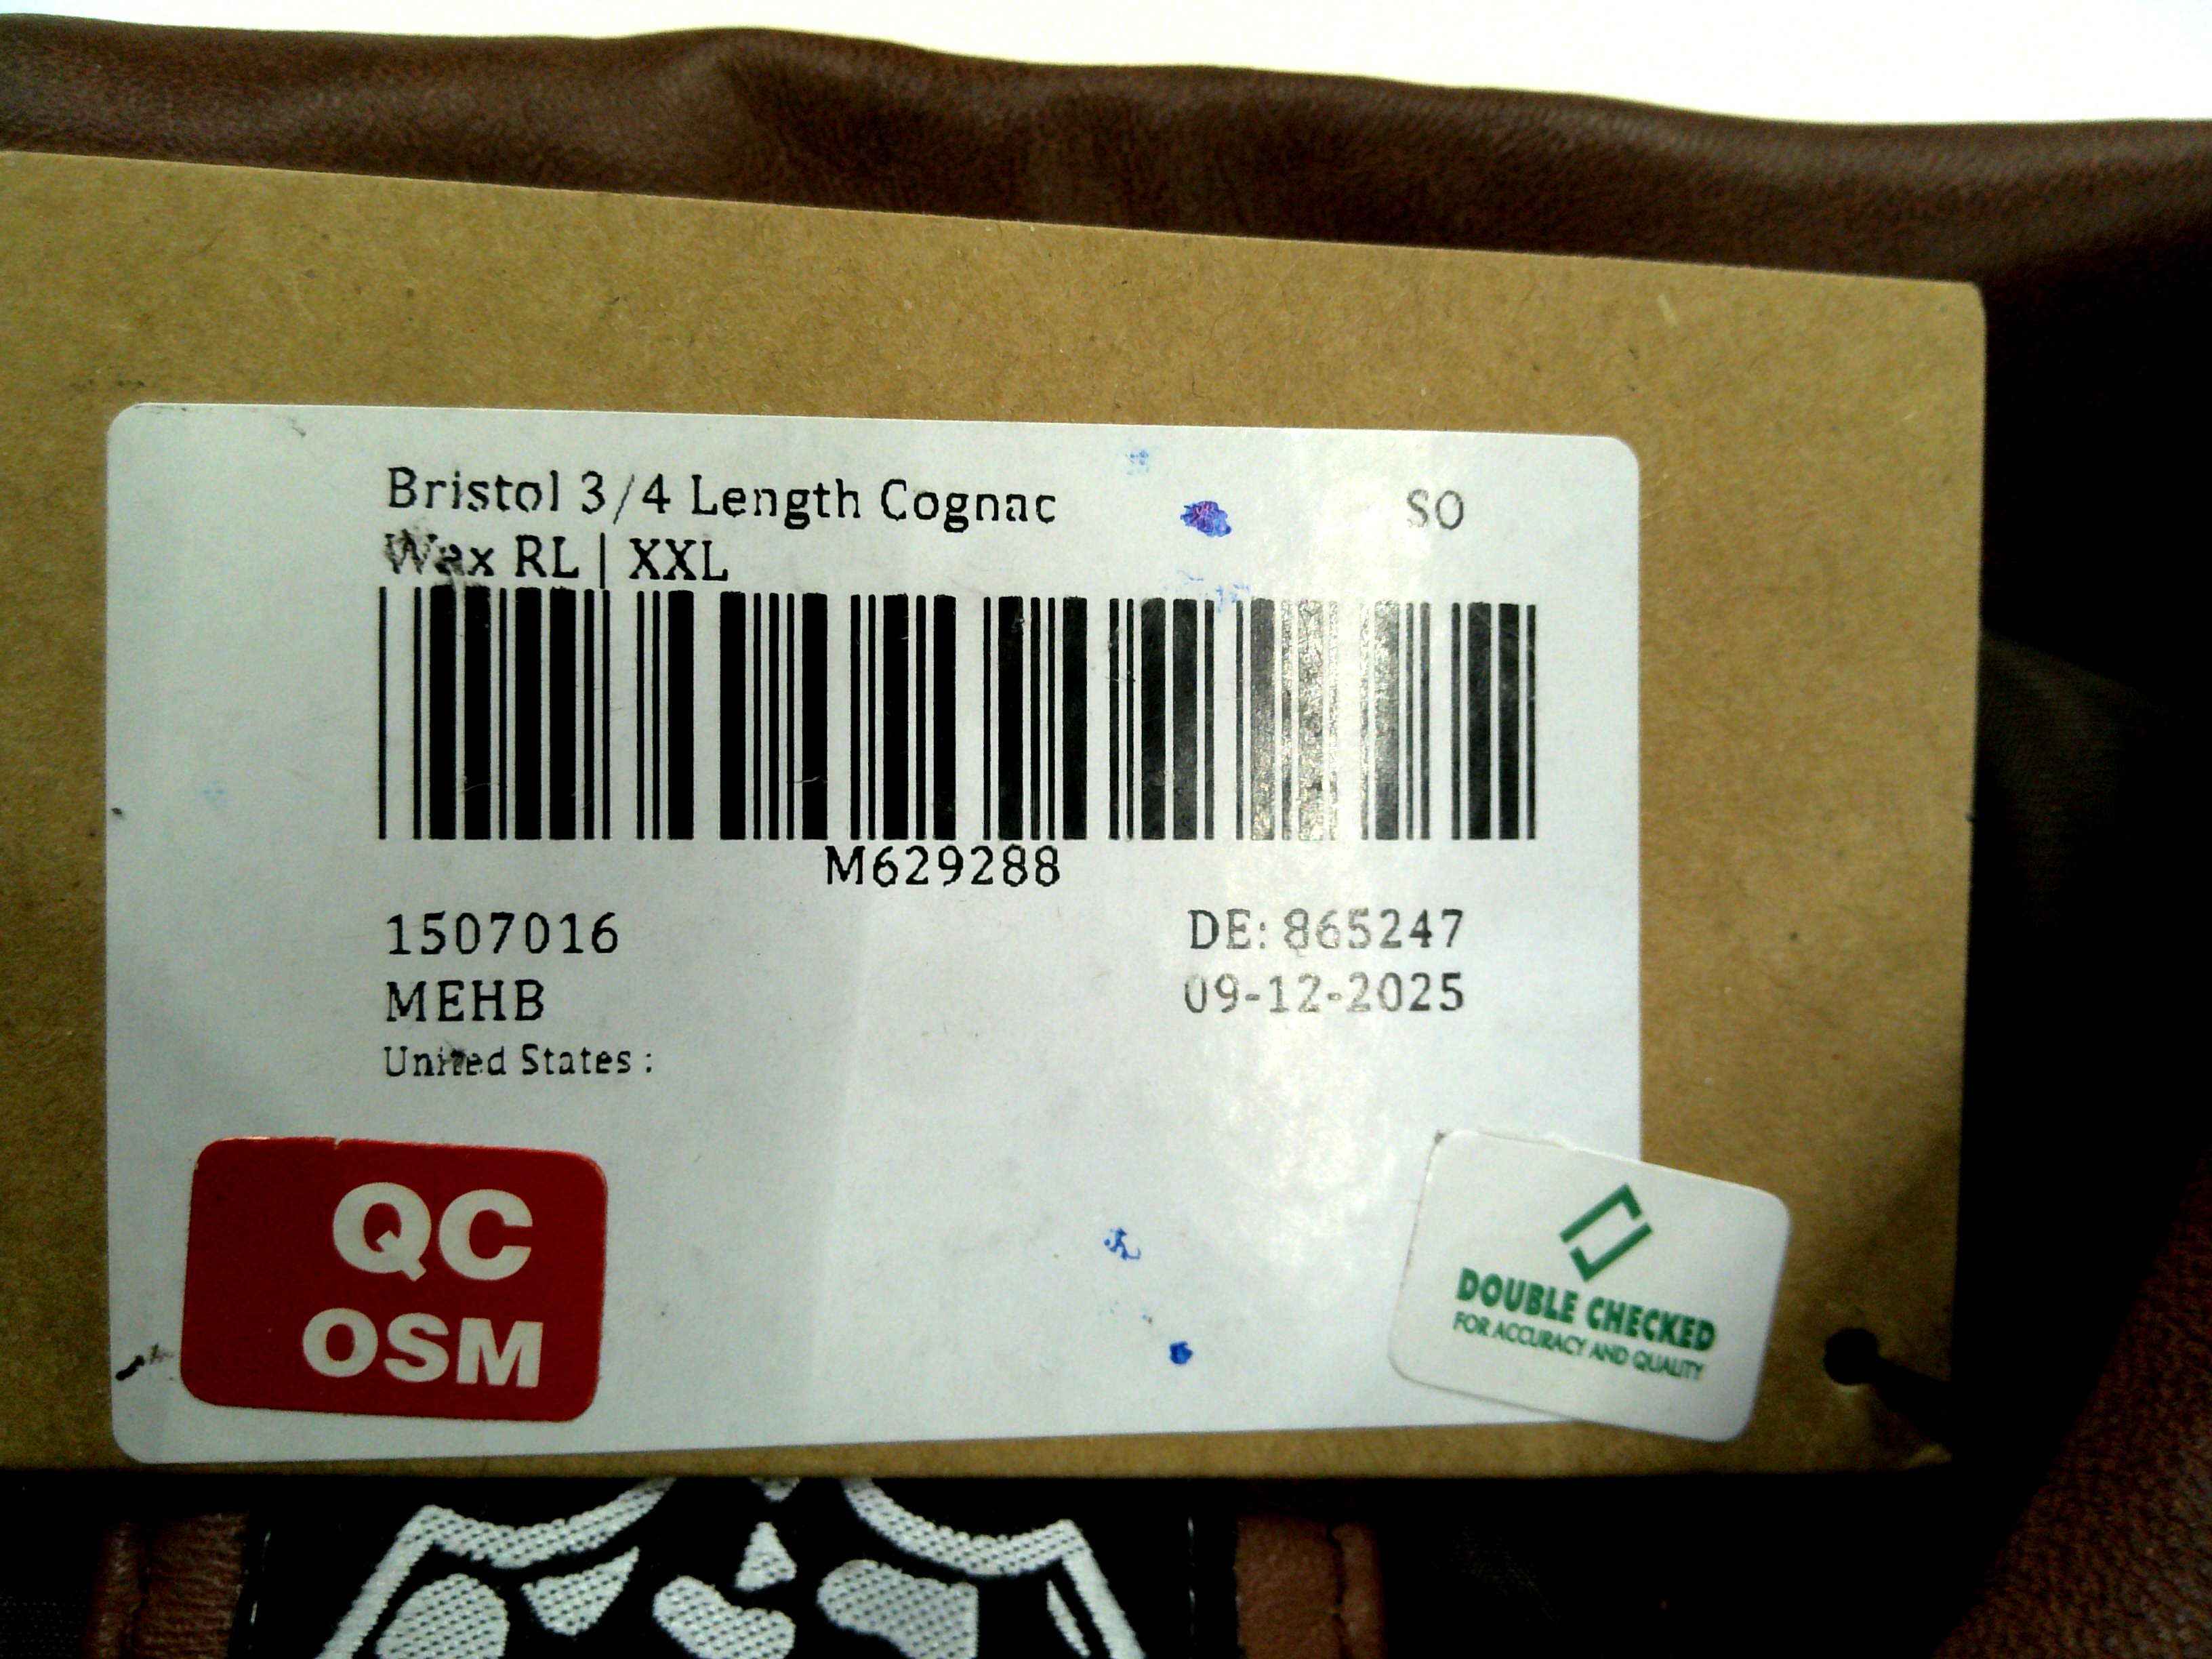 Bristol 3/4 Length Cognac
Wax RL | XXL
SO
M629288
1507016
DE: 865247
MEHB
09-12-2025
United States :
QC
OSM
DOUBLE CHECKED
FOR ACCURACY AND QUALITY